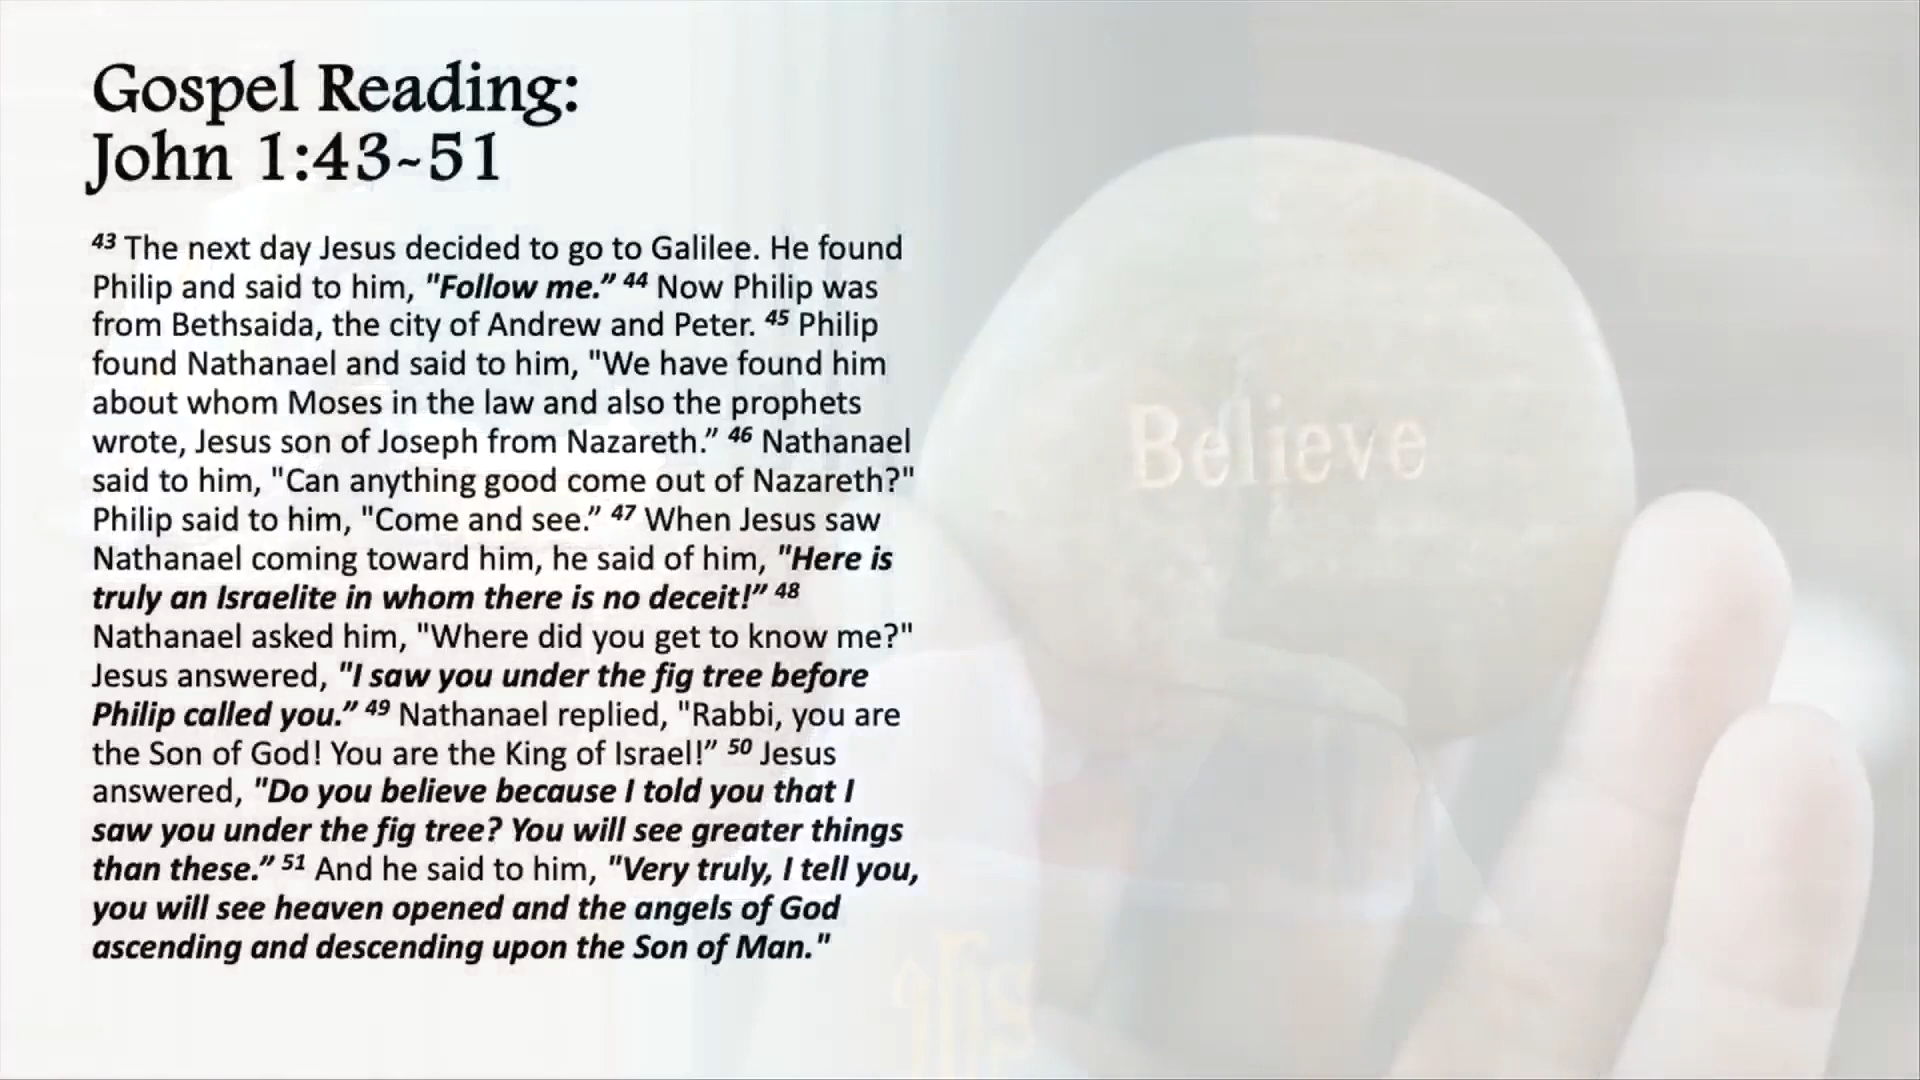 Gospel Reading:
John 1:43~51
43 The next day Jesus decided to go to Galilee. He found
Philip and said to him, "Follow me.” 44 Now Philip was
from Bethsaida, the city of Andrew and Peter. 45 Philip
found Nathanael and said to him, "We have found him
about whom Moses in the law and also the prophets
wrote, Jesus son of Joseph from Nazareth.” 46 Nathanael
said to him, "Can anything good come out of Nazareth?"
Philip said to him, "Come and see.” 47 When Jesus saw
Nathanael coming toward him, he said of him, "Here is
truly an Israelite in whom there is no deceit!” 48
Nathanael asked him, "Where did you get to know me?"
Jesus answered, "I saw you under the fig tree before
Philip called you.” 49 Nathanael replied, "Rabbi, you are
the Son of God! You are the King of Israel!” 50 Jesus
answered, "Do you believe because I told you that I
saw you under the fig tree? You will see greater things
than these.” 51 And he said to him, "Very truly, I tell you,
you will see heaven opened and the angels of God
ascending and descending upon the Son of Man."
Believe